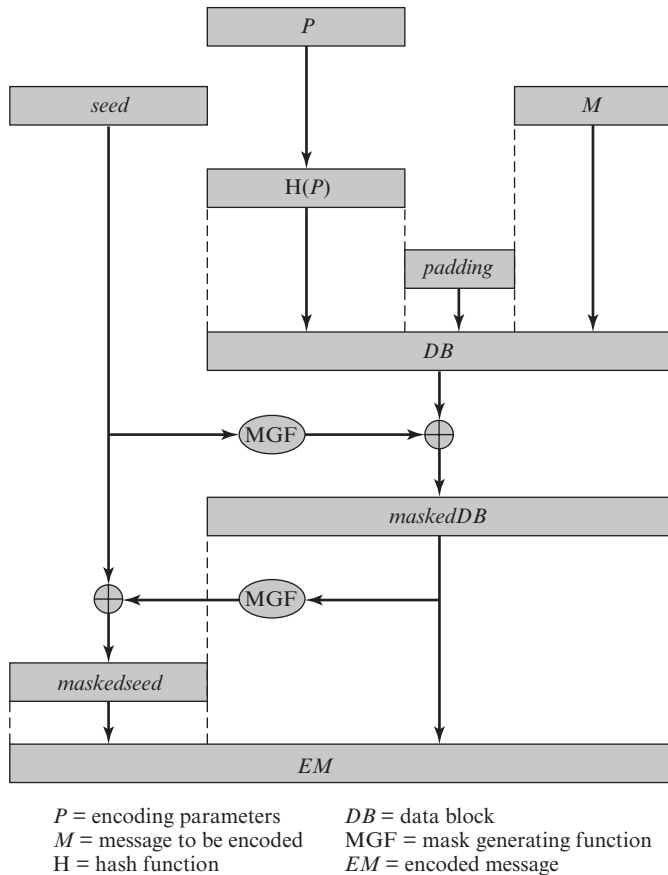 P
seed
M
H(P)
padding
DB
MGF
maskedDB
MGF
maskedseed
EM
P = encoding parameters
M = message to be encoded
H = hash function
DB = data block
MGF = mask generating function
EM = encoded message